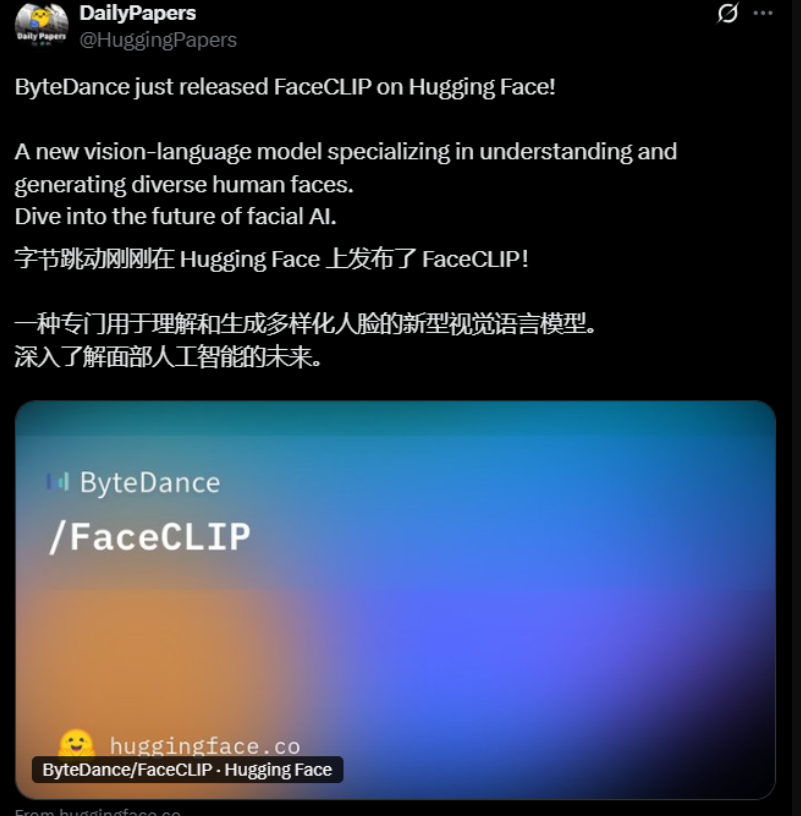 DailyPapers
@HuggingPapers
ByteDance just released FaceCLIP on Hugging Face!
A new vision-language model specializing in understanding and
generating diverse human faces.
Dive into the future of facial AI.
字节跳动刚刚在 Hugging Face 上发布了 FaceCLIP！
一种专门用于理解和生成多样化人脸的新型视觉语言模型。
深入了解面部人工智能的未来。
ByteDance
/FaceCLIP
huggingface.co
ByteDance/FaceCLIP · Hugging Face
From huggingface.co
Daily Papers